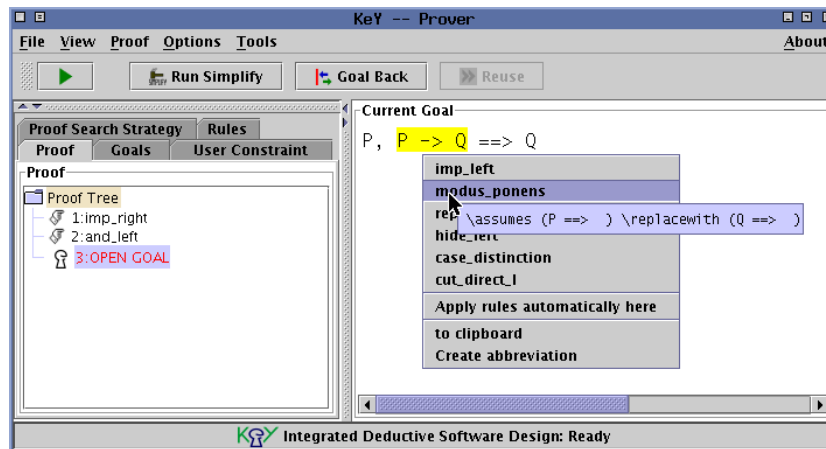 KeY -- Prover
File View Proof Options Tools About
Run Simplify Goal Back Reuse
Proof Search Strategy Rules
Proof Goals User Constraint
Proof
Proof Tree
1:imp_right
2:and_left
3:OPEN GOAL
Current Goal
P, P -> Q ==> Q
imp_left
modus_ponens
\assumes (P ==>  ) \replacewith (Q ==>  )
hide_left
case_distinction
cut_direct_l
Apply rules automatically here
to clipboard
Create abbreviation
KeY Integrated Deductive Software Design: Ready